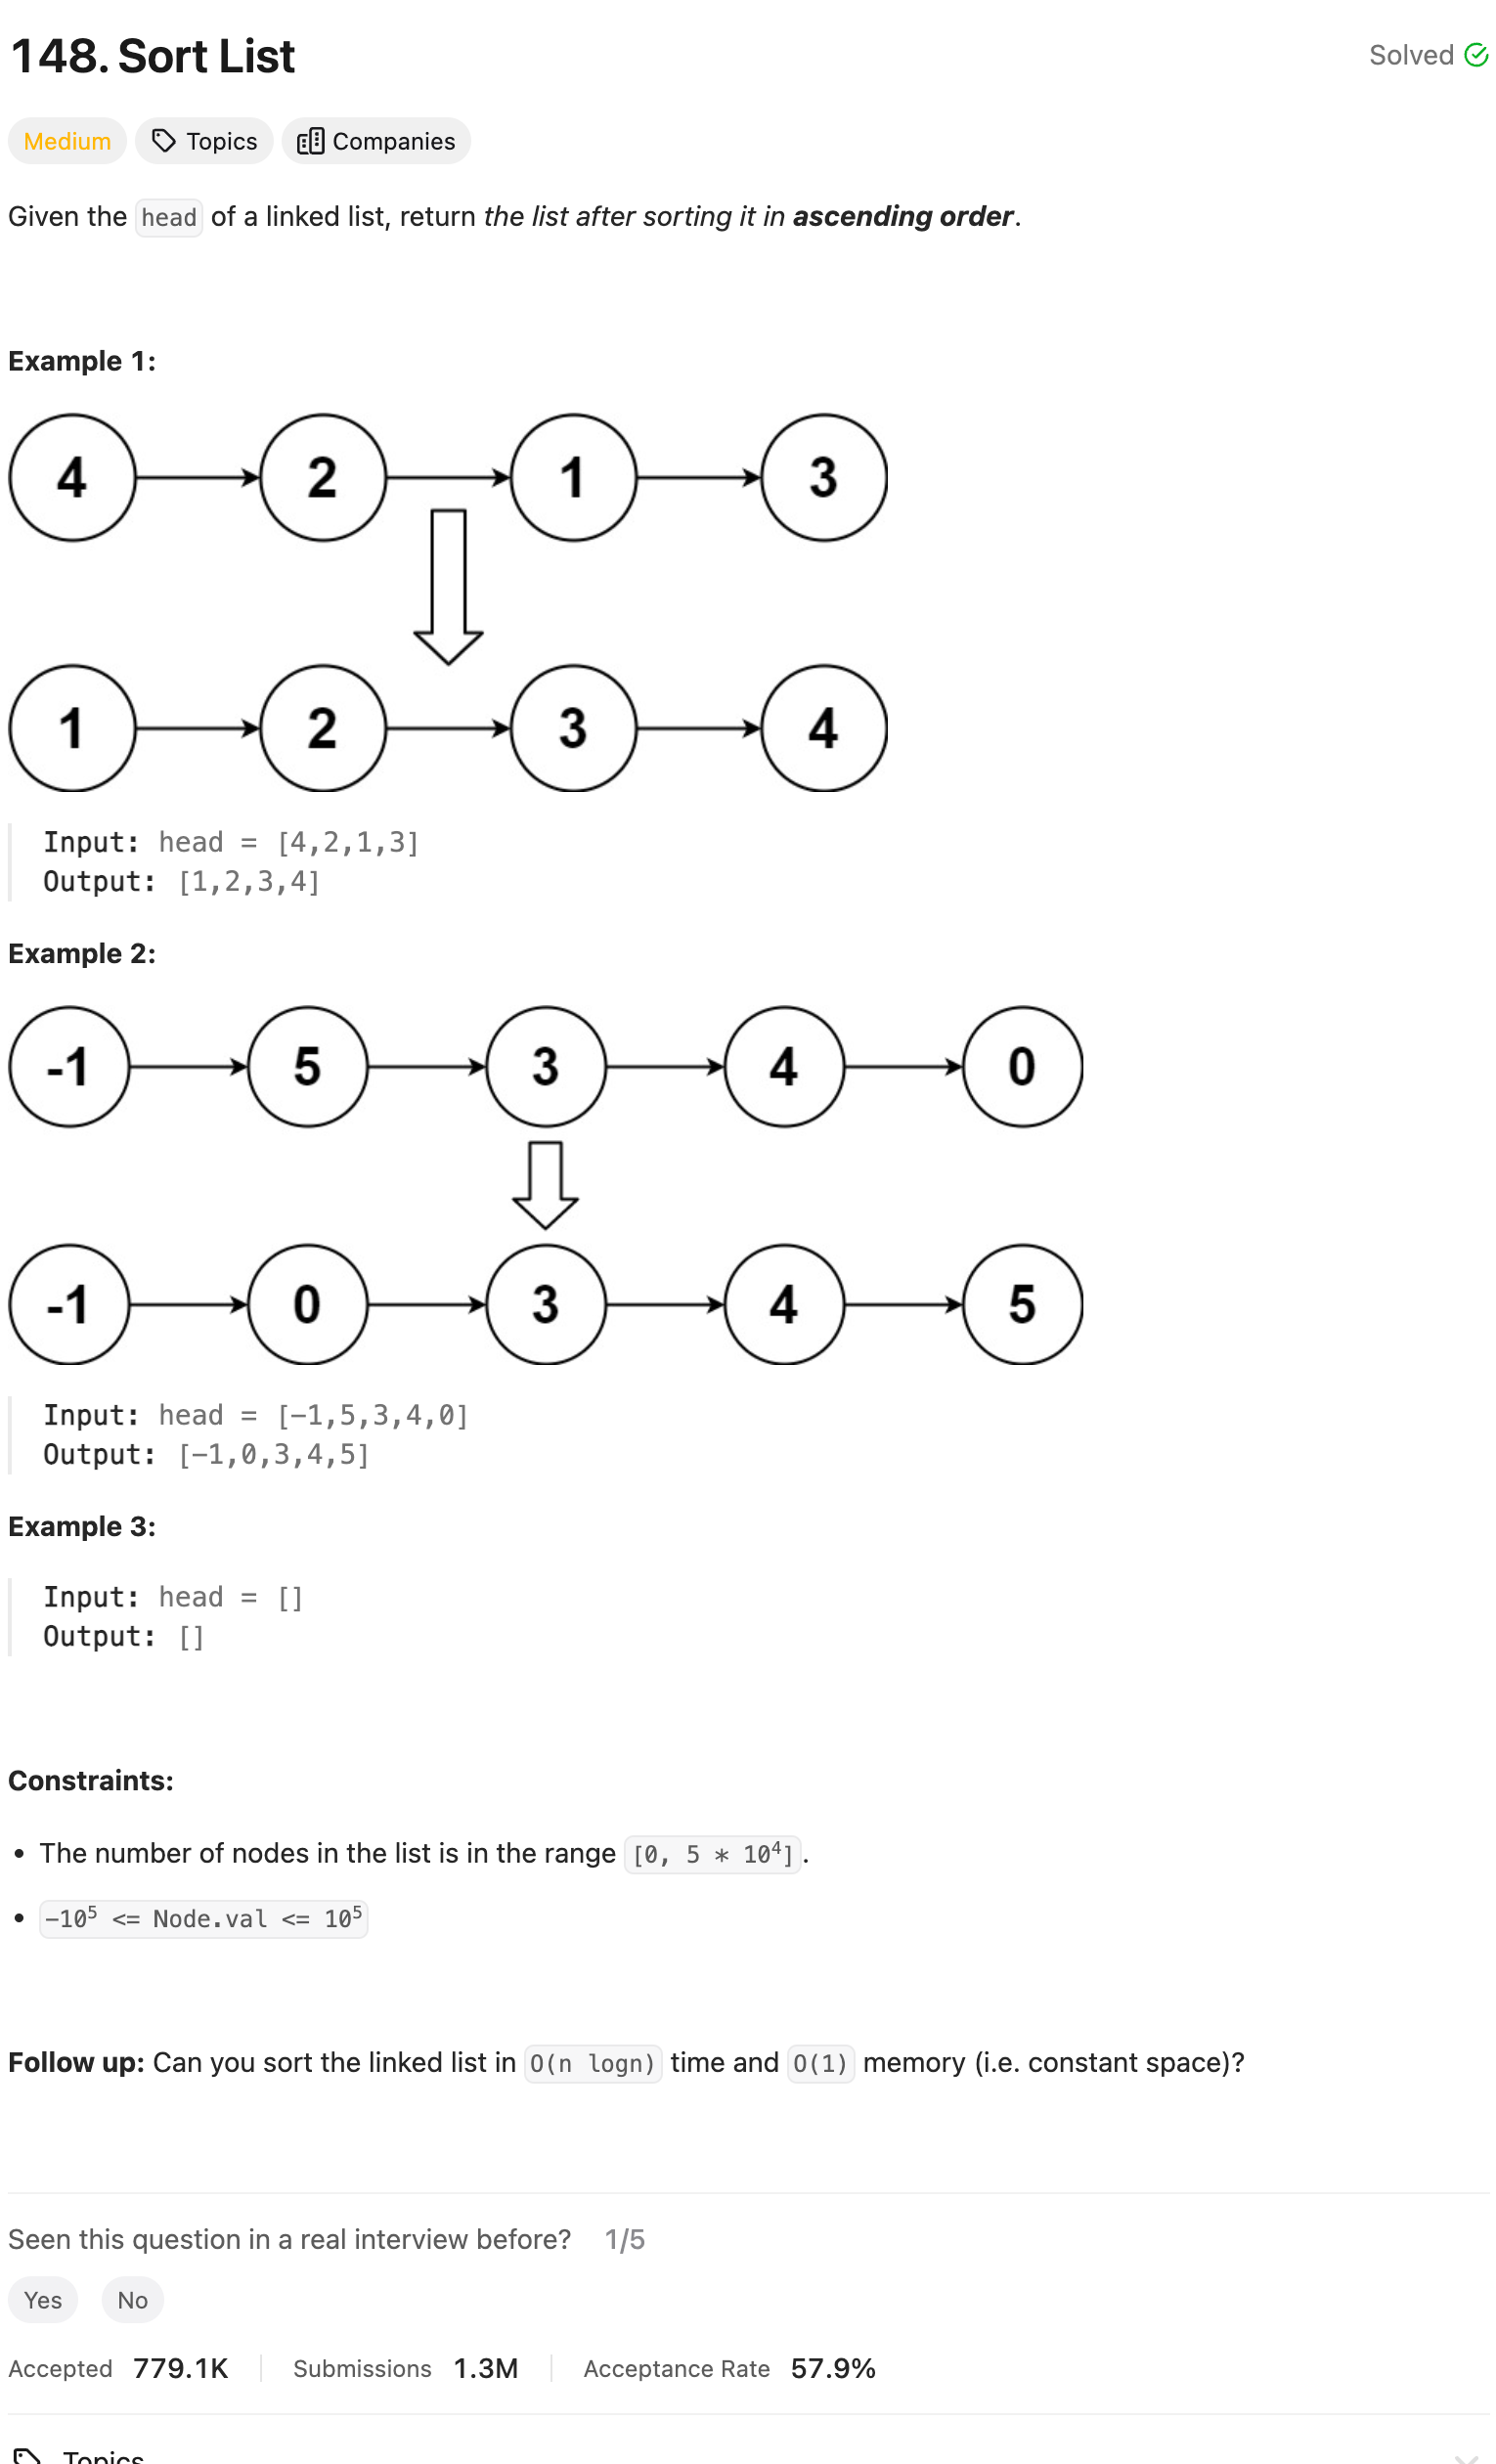 148. Sort List
Solved
Medium
Topics
Companies
Given the head of a linked list, return the list after sorting it in ascending order.
Example 1:
4 2 1 3
1 2 3 4
Input: head = [4,2,1,3]
Output: [1,2,3,4]
Example 2:
-1 5 3 4 0
-1 0 3 4 5
Input: head = [-1,5,3,4,0]
Output: [-1,0,3,4,5]
Example 3:
Input: head = []
Output: []
Constraints:
• The number of nodes in the list is in the range [0, 5 * 10⁴].
• -10⁵ <= Node.val <= 10⁵
Follow up: Can you sort the linked list in O(n logn) time and O(1) memory (i.e. constant space)?
Seen this question in a real interview before? 1/5
Yes No
Accepted 779.1K Submissions 1.3M Acceptance Rate 57.9%
Topics